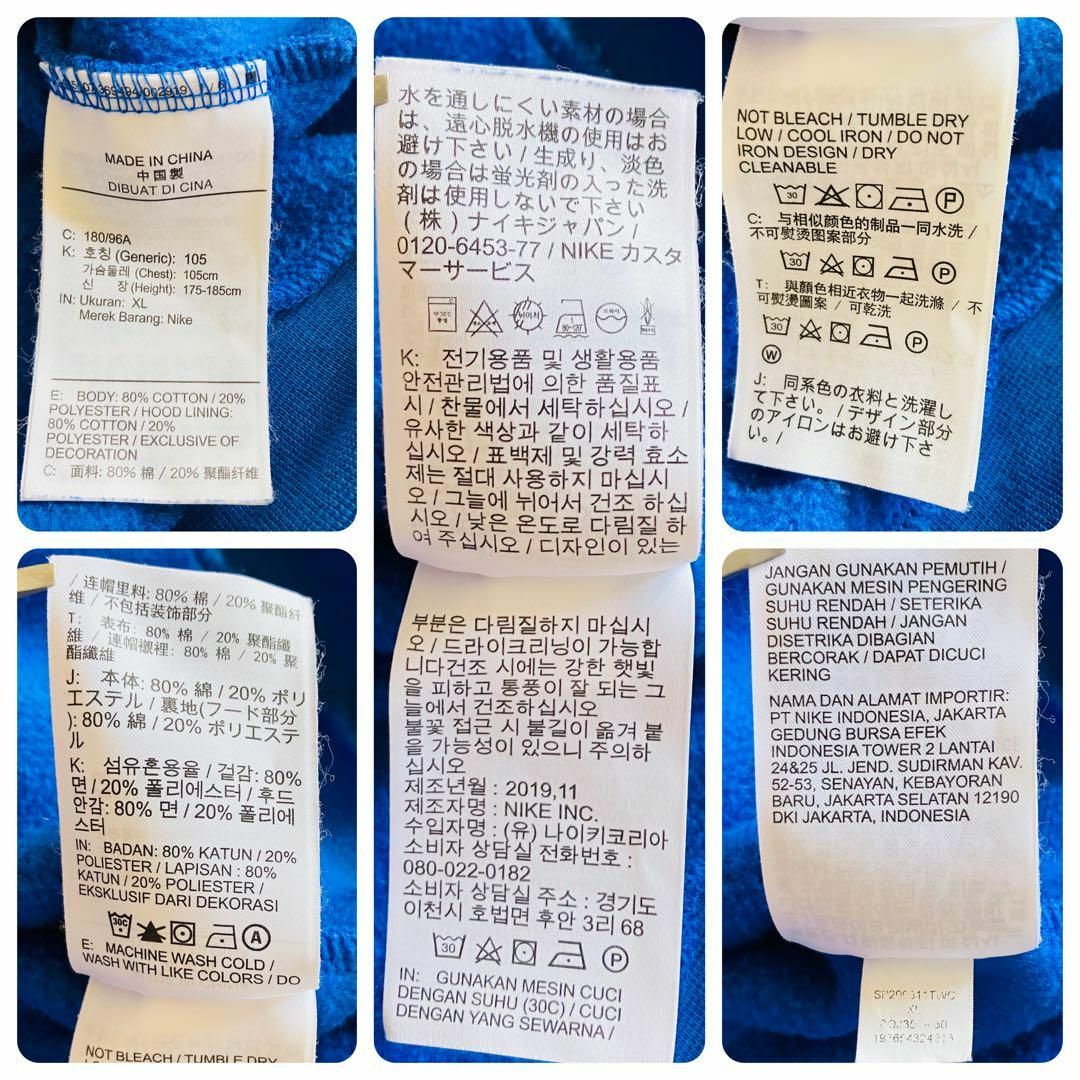 MADE IN CHINA
中国製
DIBUAT DI CINA
C: 180/96A
K: 호칭 (Generic): 105
가슴둘레 (Chest): 105cm
신 장 (Height): 175-185cm
IN: Ukuran: XL
Merek Barang: Nike
E: BODY: 80% COTTON / 20%
POLYESTER / HOOD LINING:
80% COTTON / 20%
POLYESTER / EXCLUSIVE OF
DECORATION
C: 面料: 80% 棉 / 20% 聚酯纤维
水を通しにくい素材の場合
は、遠心脱水機の使用はお
避け下さい / 生成り、淡色
の場合は蛍光剤の入った洗
剤は使用しないで下さい
(株) ナイキジャパン /
0120-6453-77 / NIKE カスタ
マーサービス
K: 전기용품 및 생활용품
안전관리법에 의한 품질표
시 / 찬물에서 세탁하십시오 /
유사한 색상과 같이 세탁하
십시오 / 표백제 및 강력 효소
제는 절대 사용하지 마십시
오 / 그늘에 뉘어서 건조 하십
시오 / 낮은 온도로 다림질 하
여 주십시오 / 디자인이 있는
NOT BLEACH / TUMBLE DRY
LOW / COOL IRON / DO NOT
IRON DESIGN / DRY
CLEANABLE
30 P
C: 与相似颜色的制品一同水洗 /
不可熨烫图案部分
30 P
T: 與顏色相近衣物一起洗滌 / 不
可熨燙圖案 / 可乾洗
30 P
W
J: 同系色の衣料と洗濯し
て下さい。 / デザイン部分
のアイロンはお避け下さ
い。 /
/ 连帽里料: 80% 棉 / 20% 聚酯纤
维 / 不包括装饰部分
T: 表布: 80% 棉 / 20% 聚酯纖
維 / 連帽襯裡: 80% 棉 / 20% 聚
酯纖維
J: 本体: 80% 綿 / 20% ポリ
エステル / 裏地(フード部分
): 80% 綿 / 20% ポリエステ
ル
K: 섬유혼용율 / 겉감: 80%
면 / 20% 폴리에스터 / 후드
안감: 80% 면 / 20% 폴리에
스터
IN: BADAN: 80% KATUN / 20%
POLIESTER / LAPISAN : 80%
KATUN / 20% POLIESTER /
EKSKLUSIF DARI DEKORASI
30C A
E: MACHINE WASH COLD /
WASH WITH LIKE COLORS / DO
NOT BLEACH / TUMBLE DRY
부분은 다림질하지 마십시
오 / 드라이크리닝이 가능합
니다건조 시에는 강한 햇빛
을 피하고 통풍이 잘 되는 그
늘에서 건조하십시오
불꽃 접근 시 불길이 옮겨 붙
을 가능성이 있으니 주의하
십시오
제조년월 : 2019,11
제조자명 : NIKE INC.
수입자명 : (유) 나이키코리아
소비자 상담실 전화번호 :
080-022-0182
소비자 상담실 주소 : 경기도
이천시 호법면 후안 3리 68
30 P
IN: GUNAKAN MESIN CUCI
DENGAN SUHU (30C) / CUCI
DENGAN YANG SEWARNA /
JANGAN GUNAKAN PEMUTIH /
GUNAKAN MESIN PENGERING
SUHU RENDAH / SETERIKA
SUHU RENDAH / JANGAN
DISETRIKA DIBAGIAN
BERCORAK / DAPAT DICUCI
KERING
NAMA DAN ALAMAT IMPORTIR:
PT NIKE INDONESIA, JAKARTA
GEDUNG BURSA EFEK
INDONESIA TOWER 2 LANTAI
24&25 JL. JEND. SUDIRMAN KAV.
52-53, SENAYAN, KEBAYORAN
BARU, JAKARTA SELATAN 12190
DKI JAKARTA, INDONESIA
XL